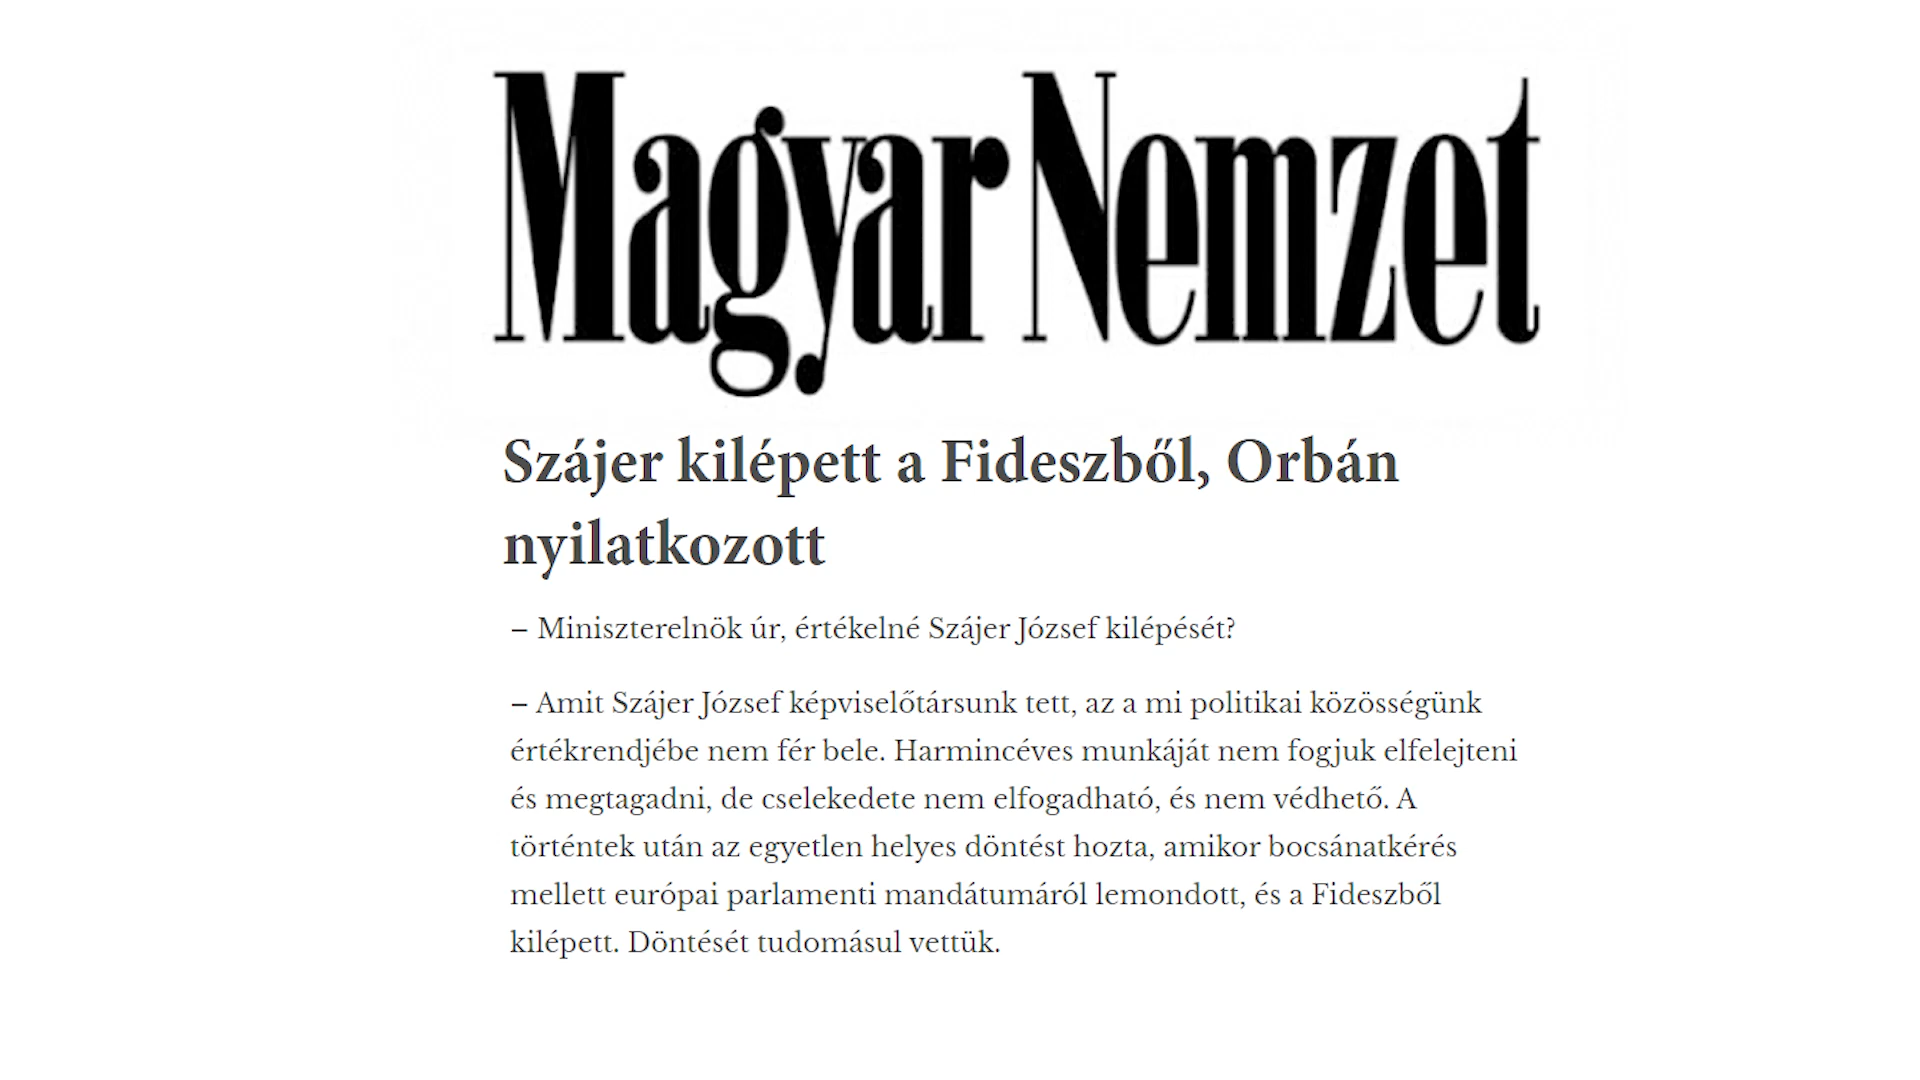 Magyar Nemzet
Szájer kilépett a Fideszből, Orbán
nyilatkozott
– Miniszterelnök úr, értékelné Szájer József kilépését?
– Amit Szájer József képviselőtársunk tett, az a mi politikai közösségünk
értékrendjébe nem fér bele. Harmincéves munkáját nem fogjuk elfelejteni
és megtagadni, de cselekedete nem elfogadható, és nem védhető. A
történtek után az egyetlen helyes döntést hozta, amikor bocsánatkérés
mellett európai parlamenti mandátumáról lemondott, és a Fideszből
kilépett. Döntését tudomásul vettük.